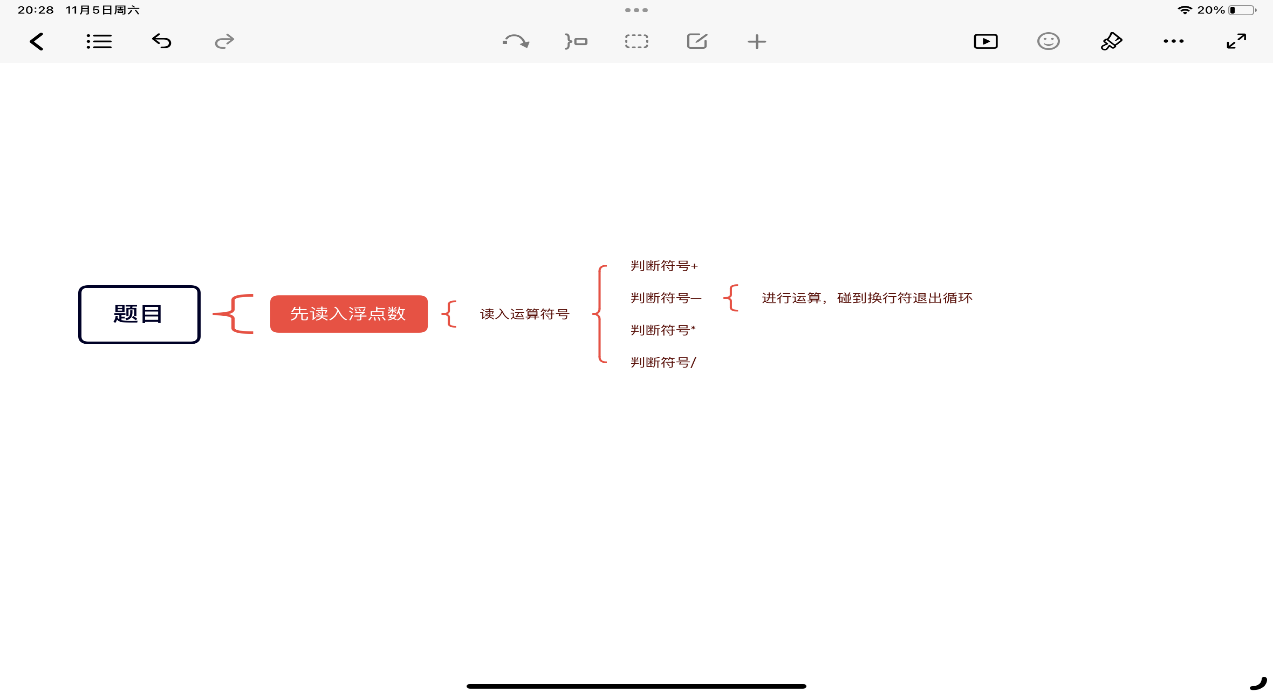 20:28 11月5日周六
20%
题目
先读入浮点数
读入运算符号
判断符号+
判断符号—
进行运算，碰到换行符退出循环
判断符号*
判断符号/